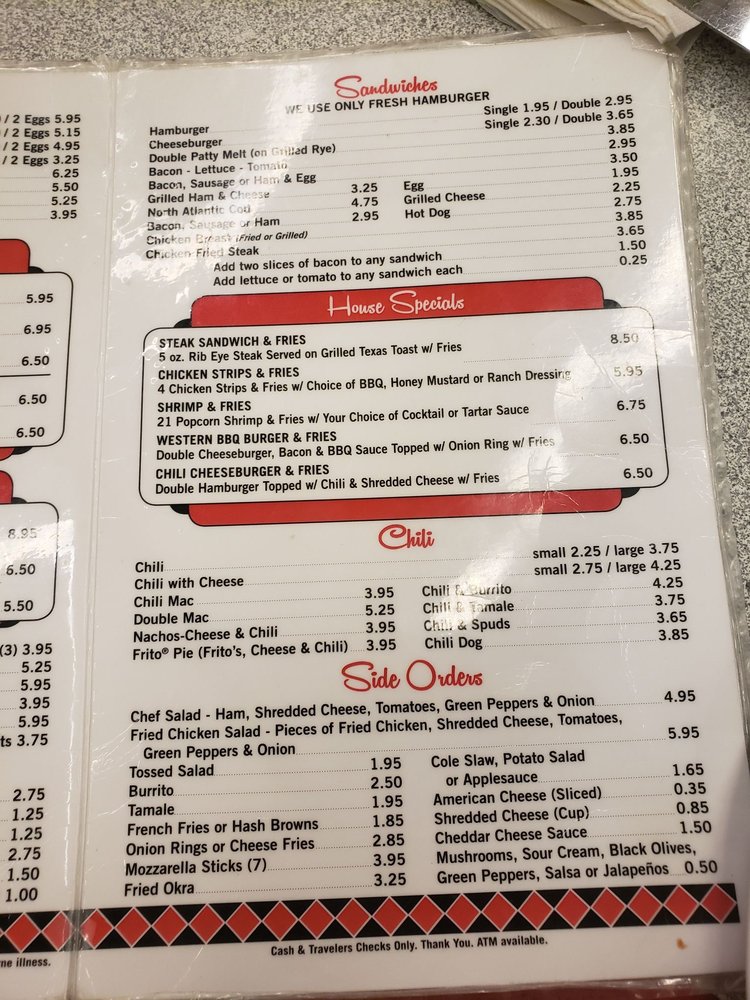 / 2 Eggs 5.95
/ 2 Eggs 5.15
/ 2 Eggs 4.95
/ 2 Eggs 3.25
6.25
5.50
5.25
3.95
5.95
6.95
6.50
6.50
6.50
8.95
6.50
5.50
(3) 3.95
5.25
5.95
3.95
5.95
ts 3.75
2.75
1.25
1.25
2.75
1.50
1.00
ne illness.
Sandwiches
WE USE ONLY FRESH HAMBURGER
Hamburger Single 1.95 / Double 2.95
Cheeseburger Single 2.30 / Double 3.65
Double Patty Melt (on Grilled Rye) 3.85
Bacon - Lettuce - Tomato 2.95
Bacon, Sausage or Ham & Egg 3.50
Grilled Ham & Cheese 3.25 Egg 1.95
North Atlantic Cod 4.75 Grilled Cheese 2.25
Bacon, Sausage or Ham 2.95 Hot Dog 2.75
Chicken Breast (Fried or Grilled) 3.85
Chicken Fried Steak 3.65
Add two slices of bacon to any sandwich 1.50
Add lettuce or tomato to any sandwich each 0.25
House Specials
STEAK SANDWICH & FRIES 8.50
5 oz. Rib Eye Steak Served on Grilled Texas Toast w/ Fries
CHICKEN STRIPS & FRIES 5.95
4 Chicken Strips & Fries w/ Choice of BBQ, Honey Mustard or Ranch Dressing
SHRIMP & FRIES 6.75
21 Popcorn Shrimp & Fries w/ Your Choice of Cocktail or Tartar Sauce
WESTERN BBQ BURGER & FRIES 6.50
Double Cheeseburger, Bacon & BBQ Sauce Topped w/ Onion Ring w/ Fries
CHILI CHEESEBURGER & FRIES 6.50
Double Hamburger Topped w/ Chili & Shredded Cheese w/ Fries
Chili
Chili small 2.25 / large 3.75
Chili with Cheese small 2.75 / large 4.25
Chili Mac 3.95 Chili & Burrito 4.25
Double Mac 5.25 Chili & Tamale 3.75
Nachos-Cheese & Chili 3.95 Chili & Spuds 3.65
Frito® Pie (Frito's, Cheese & Chili) 3.95 Chili Dog 3.85
Side Orders
Chef Salad - Ham, Shredded Cheese, Tomatoes, Green Peppers & Onion 4.95
Fried Chicken Salad - Pieces of Fried Chicken, Shredded Cheese, Tomatoes,
Green Peppers & Onion 5.95
Tossed Salad 1.95
Burrito 2.50
Tamale 1.95
French Fries or Hash Browns 1.85
Onion Rings or Cheese Fries 2.85
Mozzarella Sticks (7) 3.95
Fried Okra 3.25
Cole Slaw, Potato Salad
or Applesauce 1.65
American Cheese (Sliced) 0.35
Shredded Cheese (Cup) 0.85
Cheddar Cheese Sauce 1.50
Mushrooms, Sour Cream, Black Olives,
Green Peppers, Salsa or Jalapeños 0.50
Cash & Travelers Checks Only. Thank You. ATM available.